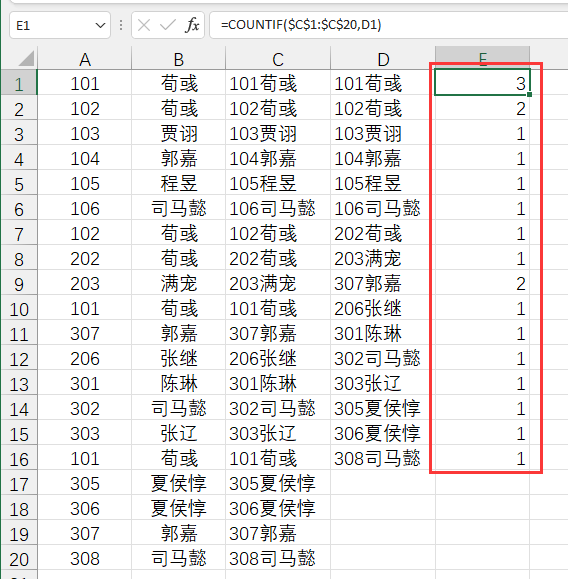 E1 fx =COUNTIF($C$1:$C$20,D1)
A B C D E
1 101 荀彧 101荀彧 101荀彧 3
2 102 荀彧 102荀彧 102荀彧 2
3 103 贾诩 103贾诩 103贾诩 1
4 104 郭嘉 104郭嘉 104郭嘉 1
5 105 程昱 105程昱 105程昱 1
6 106 司马懿 106司马懿 106司马懿 1
7 102 荀彧 102荀彧 202荀彧 1
8 202 荀彧 202荀彧 203满宠 1
9 203 满宠 203满宠 307郭嘉 2
10 101 荀彧 101荀彧 206张继 1
11 307 郭嘉 307郭嘉 301陈琳 1
12 206 张继 206张继 302司马懿 1
13 301 陈琳 301陈琳 303张辽 1
14 302 司马懿 302司马懿 305夏侯惇 1
15 303 张辽 303张辽 306夏侯惇 1
16 101 荀彧 101荀彧 308司马懿 1
17 305 夏侯惇 305夏侯惇
18 306 夏侯惇 306夏侯惇
19 307 郭嘉 307郭嘉
20 308 司马懿 308司马懿